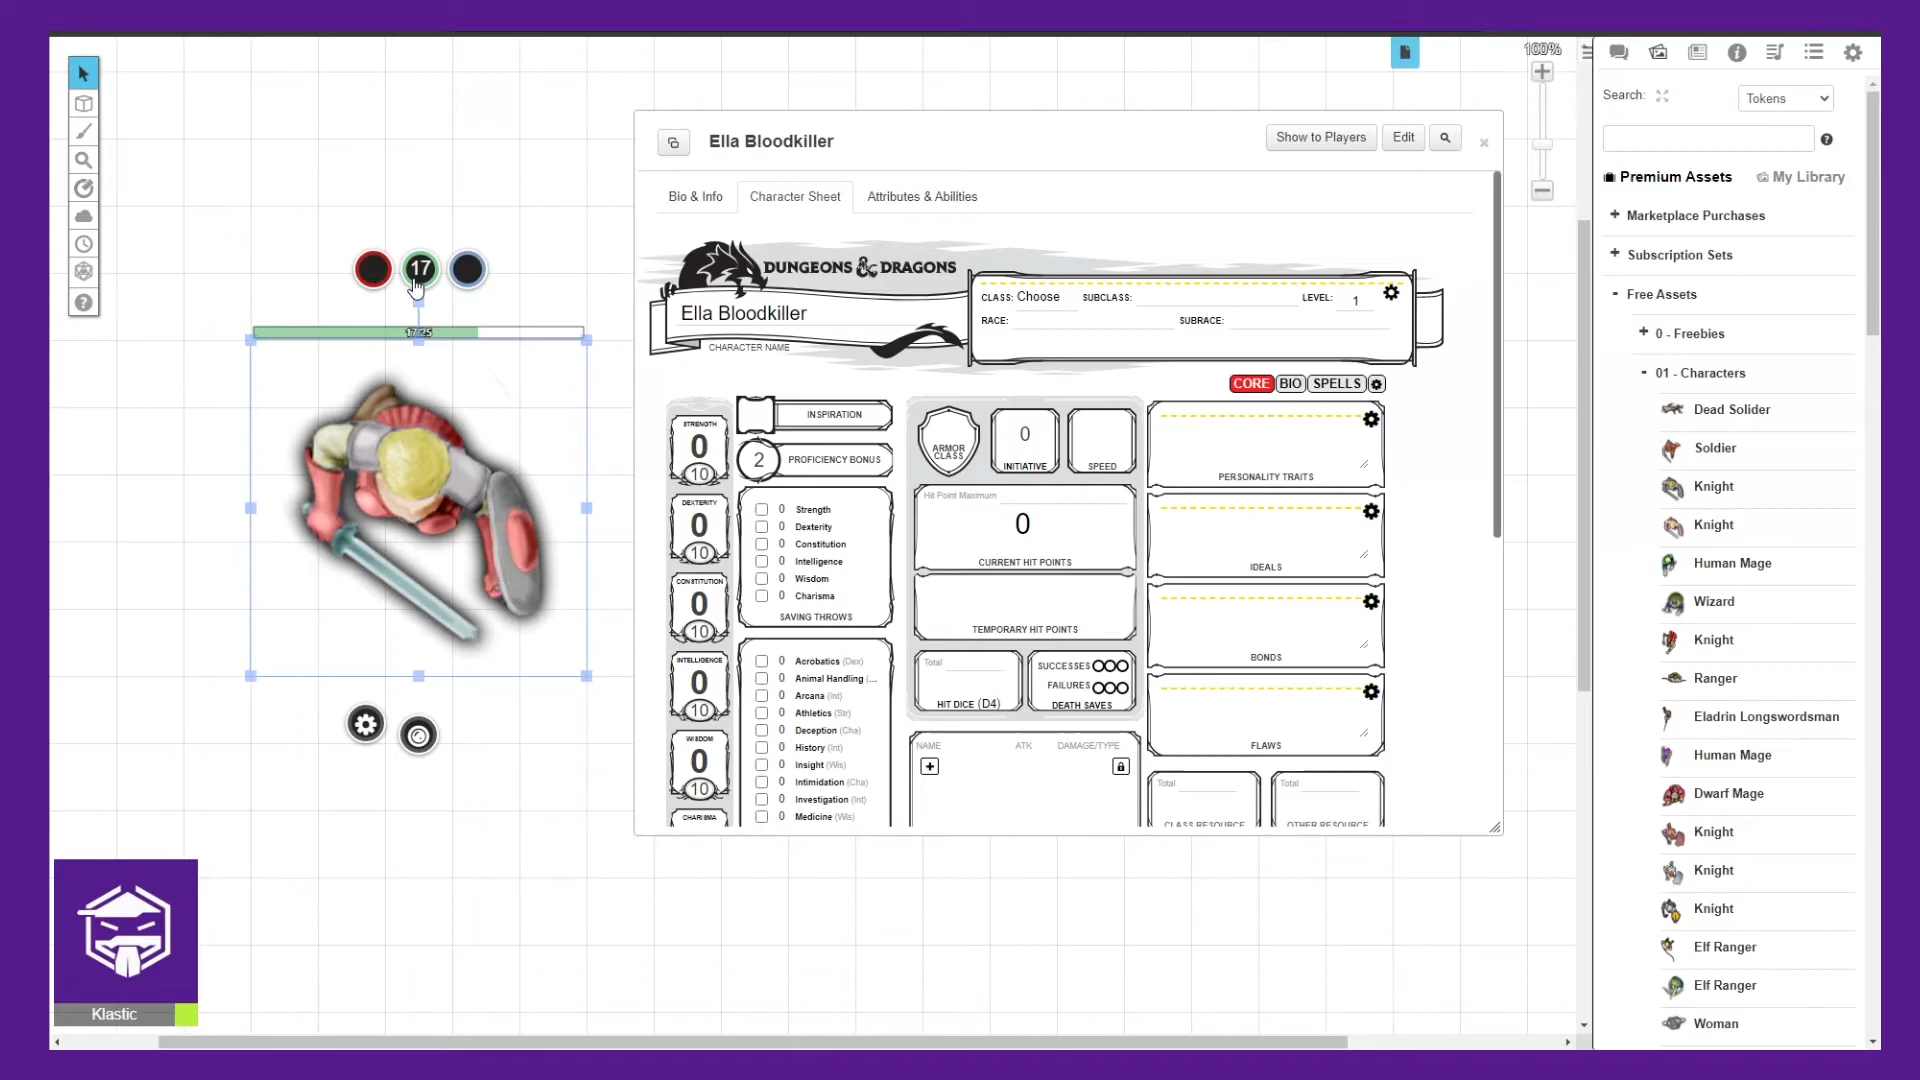 100%
Search:
Tokens
Premium Assets
My Library
Marketplace Purchases
Subscription Sets
Free Assets
0 - Freebies
01 - Characters
Dead Solider
Soldier
Knight
Knight
Human Mage
Wizard
Knight
Ranger
Eladrin Longswordsman
Human Mage
Dwarf Mage
Knight
Knight
Knight
Elf Ranger
Elf Ranger
Woman
17
17/25
Ella Bloodkiller
Show to Players
Edit
Bio & Info
Character Sheet
Attributes & Abilities
DUNGEONS & DRAGONS
Ella Bloodkiller
CHARACTER NAME
CLASS: Choose SUBCLASS: LEVEL: 1
RACE: SUBRACE:
CORE BIO SPELLS
STRENGTH
0
10
DEXTERITY
0
10
CONSTITUTION
0
10
INTELLIGENCE
0
10
WISDOM
0
10
CHARISMA
INSPIRATION
2 PROFICIENCY BONUS
0 Strength
0 Dexterity
0 Constitution
0 Intelligence
0 Wisdom
0 Charisma
SAVING THROWS
0 Acrobatics (Dex)
0 Animal Handling (...
0 Arcana (Int)
0 Athletics (Str)
0 Deception (Cha)
0 History (Int)
0 Insight (Wis)
0 Intimidation (Cha)
0 Investigation (Int)
0 Medicine (Wis)
ARMOR
CLASS
0
INITIATIVE
SPEED
Hit Point Maximum
0
CURRENT HIT POINTS
TEMPORARY HIT POINTS
Total
HIT DICE (D4)
SUCCESSES
FAILURES
DEATH SAVES
NAME ATK DAMAGE/TYPE
PERSONALITY TRAITS
IDEALS
BONDS
FLAWS
Total
CLASS RESOURCE
Total
OTHER RESOURCE
Klastic